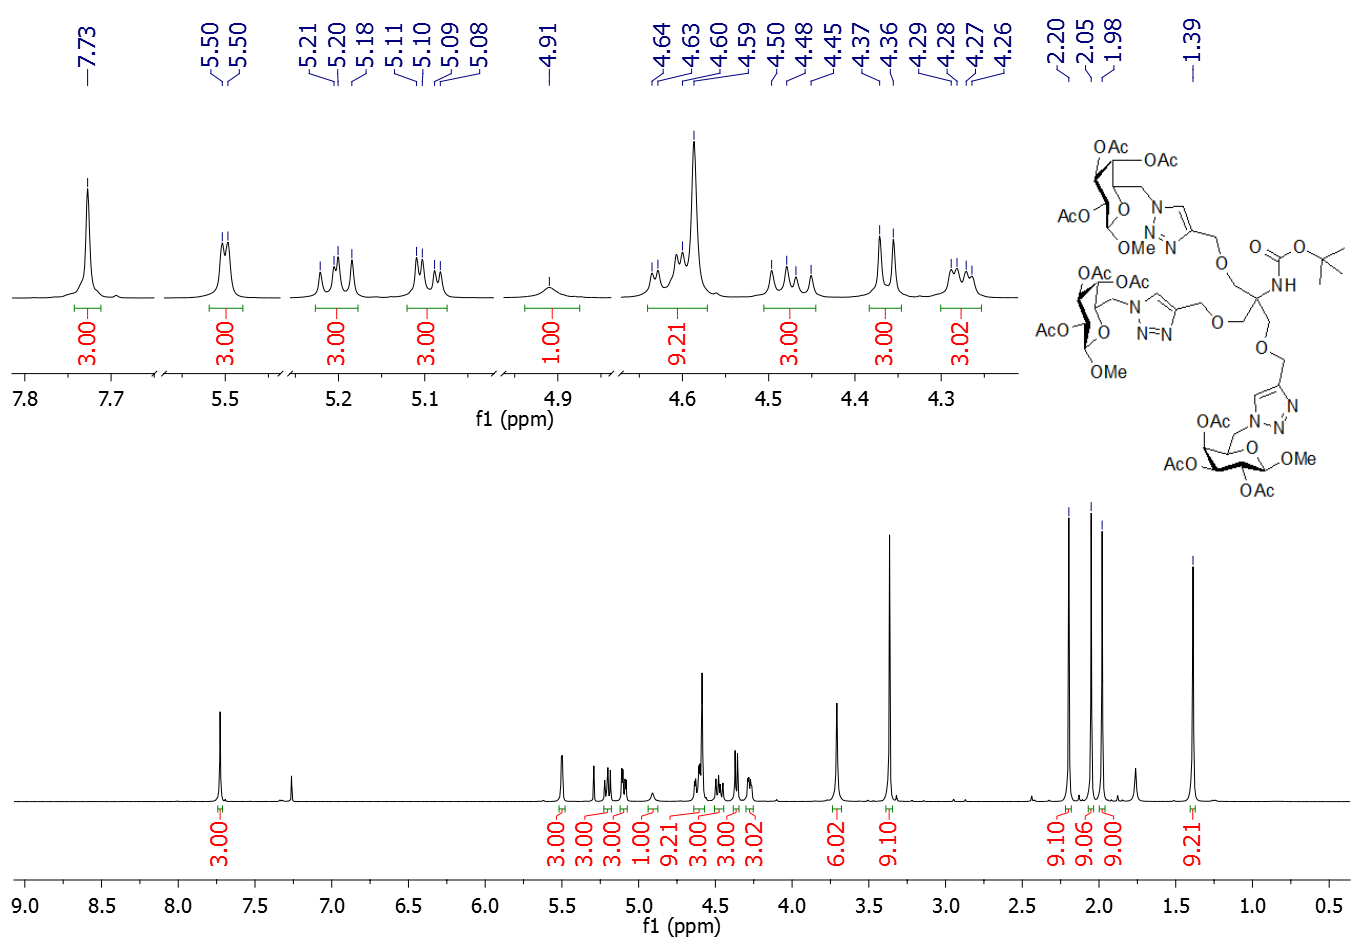 7.73 5.50 5.50 5.21 5.20 5.18 5.11 5.10 5.09 5.08 4.91 4.64 4.63 4.60 4.59 4.50 4.48 4.45 4.37 4.36 4.29 4.28 4.27 4.26 2.20 2.05 1.98 1.39
3.00 3.00 3.00 3.00 1.00 9.21 3.00 3.00 3.02
7.8 7.7 5.5 5.2 5.1 4.9 4.6 4.5 4.4 4.3
f1 (ppm)
OAc
AcO
OAc
AcO
O
OMe
N
N
N
O
O
O
NH
OAc
AcO
OAc
AcO
O
OMe
N
N
N
O
O
N
N
N
OAc
O
AcO
OMe
OAc
3.00 3.00 3.00 3.00 1.00 9.21 3.00 3.00 3.02 6.02 9.10 9.10 9.06 9.00 9.21
9.0 8.5 8.0 7.5 7.0 6.5 6.0 5.5 5.0 4.5 4.0 3.5 3.0 2.5 2.0 1.5 1.0 0.5
f1 (ppm)